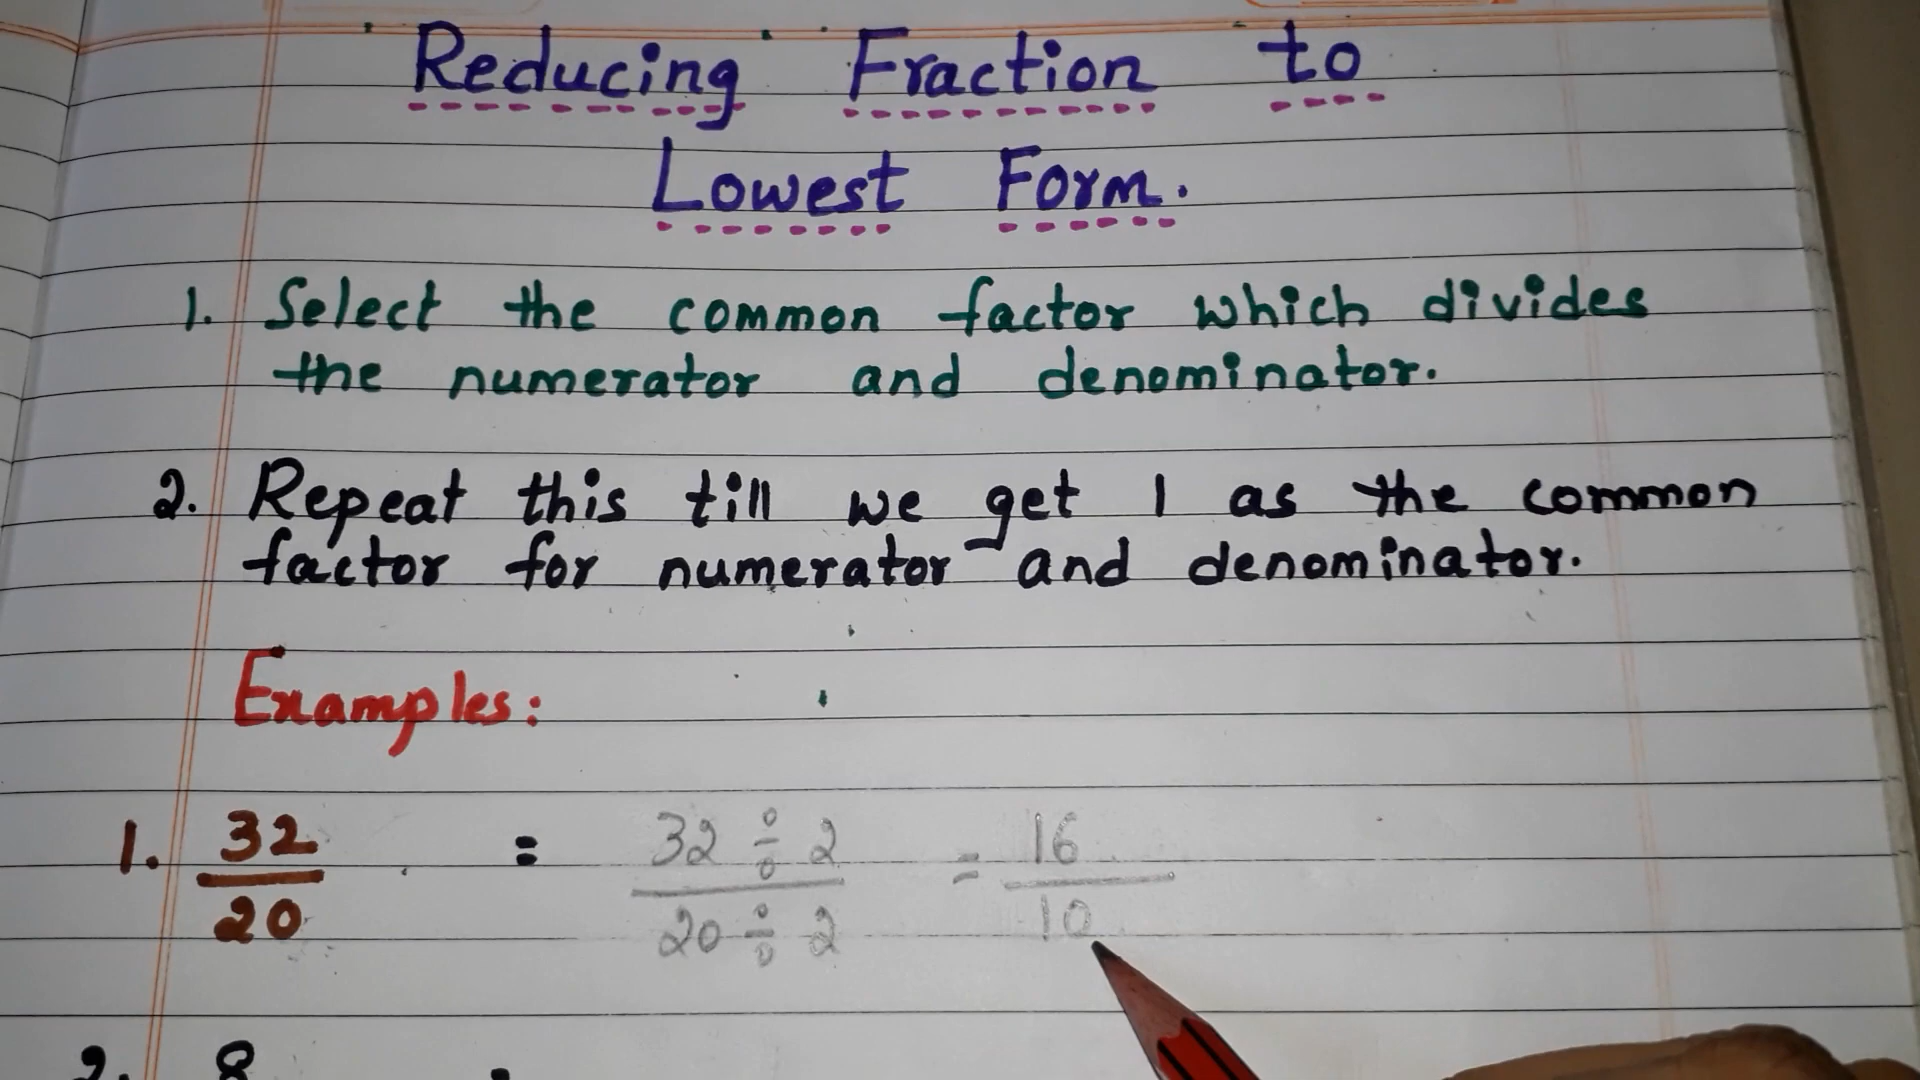 Reducing Fraction to
Lowest Form.
1. Select the common factor which divides
the numerator and denominator.
2. Repeat this till we get 1 as the common
factor for numerator and denominator.
Examples:
1. 32/20 = 32 ÷ 2/20 ÷ 2 = 16/10
2. 8